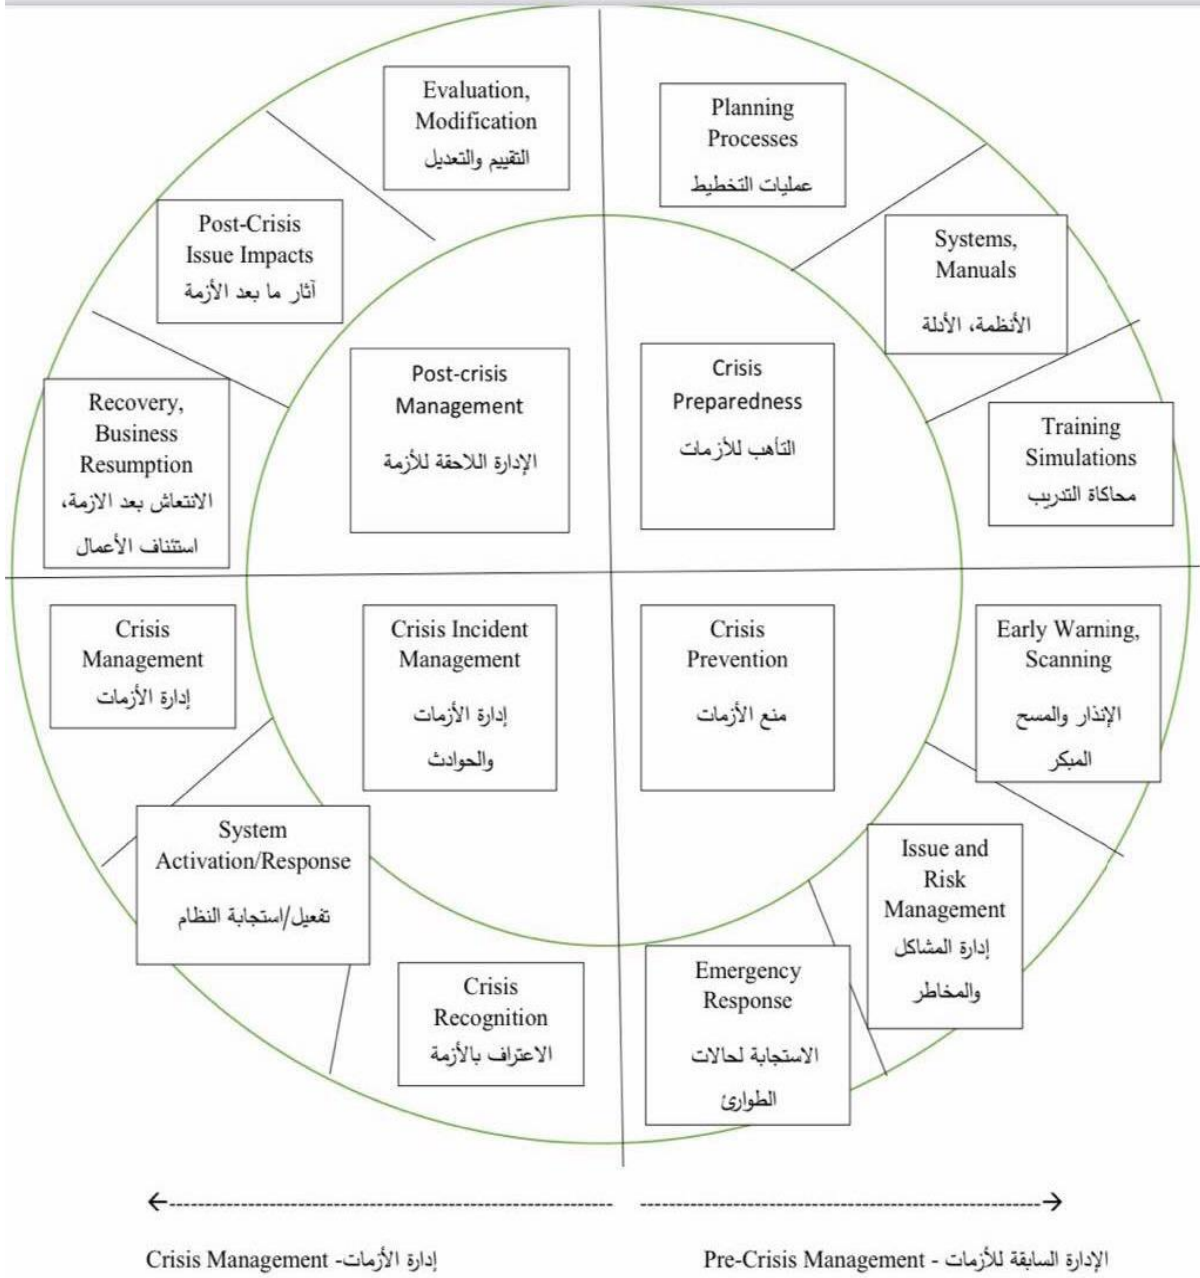 Evaluation,
Modification
التقييم والتعديل
Planning
Processes
عمليات التخطيط
Post-Crisis
Issue Impacts
آثار ما بعد الأزمة
Systems,
Manuals
الأنظمة، الأدلة
Post-crisis
Management
الإدارة اللاحقة للأزمة
Crisis
Preparedness
التأهب للأزمات
Recovery,
Business
Resumption
الانتعاش بعد الازمة،
استئناف الأعمال
Training
Simulations
محاكاة التدريب
Crisis
Management
إدارة الأزمات
Crisis Incident
Management
إدارة الأزمات
والحوادث
Crisis
Prevention
منع الأزمات
Early Warning,
Scanning
الإنذار والمسح
المبكر
System
Activation/Response
تفعيل/استجابة النظام
Issue and
Risk
Management
إدارة المشاكل
والمخاطر
Crisis
Recognition
الاعتراف بالأزمة
Emergency
Response
الاستجابة لحالات
الطوارئ
Crisis Management -إدارة الأزمات
Pre-Crisis Management - الإدارة السابقة للأزمات